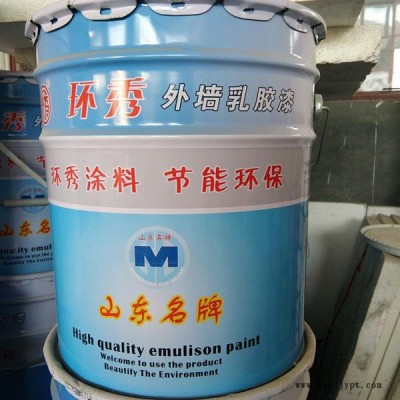 环秀 外墙乳胶漆
环秀涂料 节能环保
山东名牌
M
山东名牌
High quality emulison paint
Welcome to use the product
Beautify The Environment